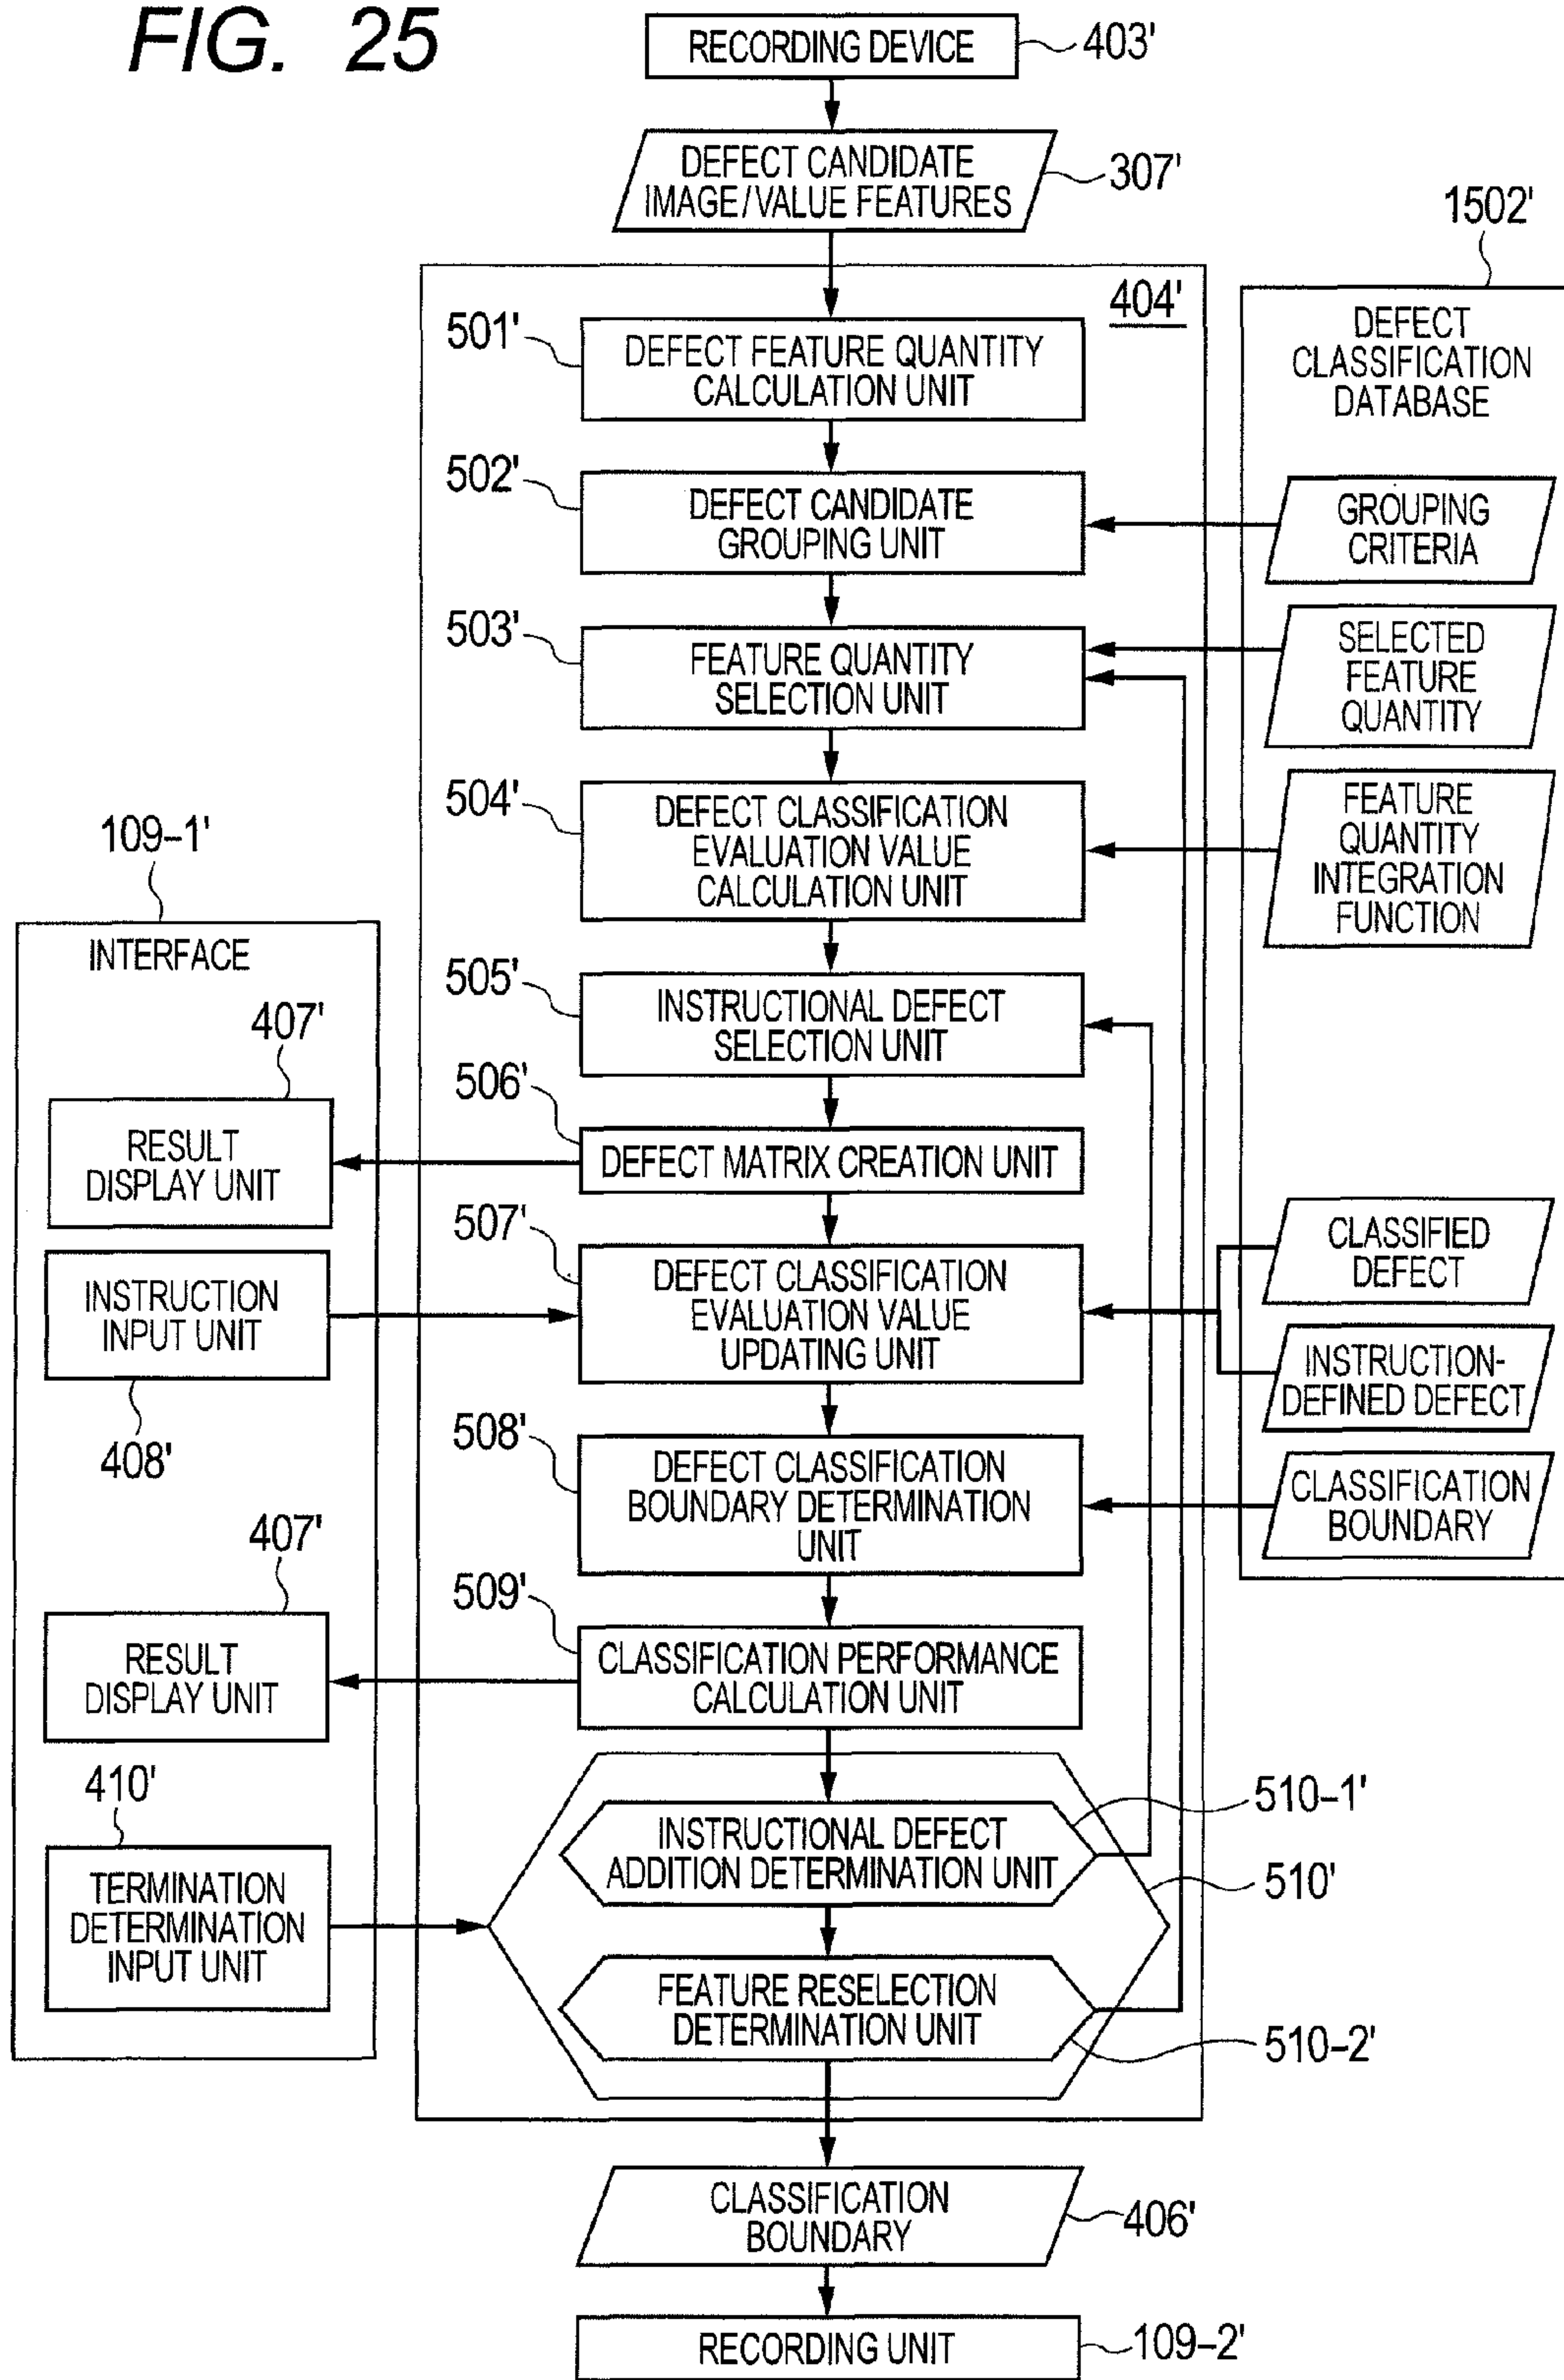 FIG. 25
RECORDING DEVICE
403'
DEFECT CANDIDATE
IMAGE/VALUE FEATURES
307'
1502'
404'
DEFECT
CLASSIFICATION
DATABASE
501'
DEFECT FEATURE QUANTITY
CALCULATION UNIT
502'
DEFECT CANDIDATE
GROUPING UNIT
GROUPING
CRITERIA
503'
FEATURE QUANTITY
SELECTION UNIT
SELECTED
FEATURE
QUANTITY
504'
DEFECT CLASSIFICATION
EVALUATION VALUE
CALCULATION UNIT
FEATURE
QUANTITY
INTEGRATION
FUNCTION
109-1'
INTERFACE
505'
INSTRUCTIONAL DEFECT
SELECTION UNIT
407'
506'
RESULT
DISPLAY UNIT
DEFECT MATRIX CREATION UNIT
507'
INSTRUCTION
INPUT UNIT
408'
DEFECT CLASSIFICATION
EVALUATION VALUE
UPDATING UNIT
CLASSIFIED
DEFECT
INSTRUCTION-
DEFINED DEFECT
508'
DEFECT CLASSIFICATION
BOUNDARY DETERMINATION
UNIT
CLASSIFICATION
BOUNDARY
407'
509'
RESULT
DISPLAY UNIT
CLASSIFICATION PERFORMANCE
CALCULATION UNIT
410'
TERMINATION
DETERMINATION
INPUT UNIT
INSTRUCTIONAL DEFECT
ADDITION DETERMINATION UNIT
510-1'
510'
FEATURE RESELECTION
DETERMINATION UNIT
510-2'
CLASSIFICATION
BOUNDARY
406'
RECORDING UNIT
109-2'